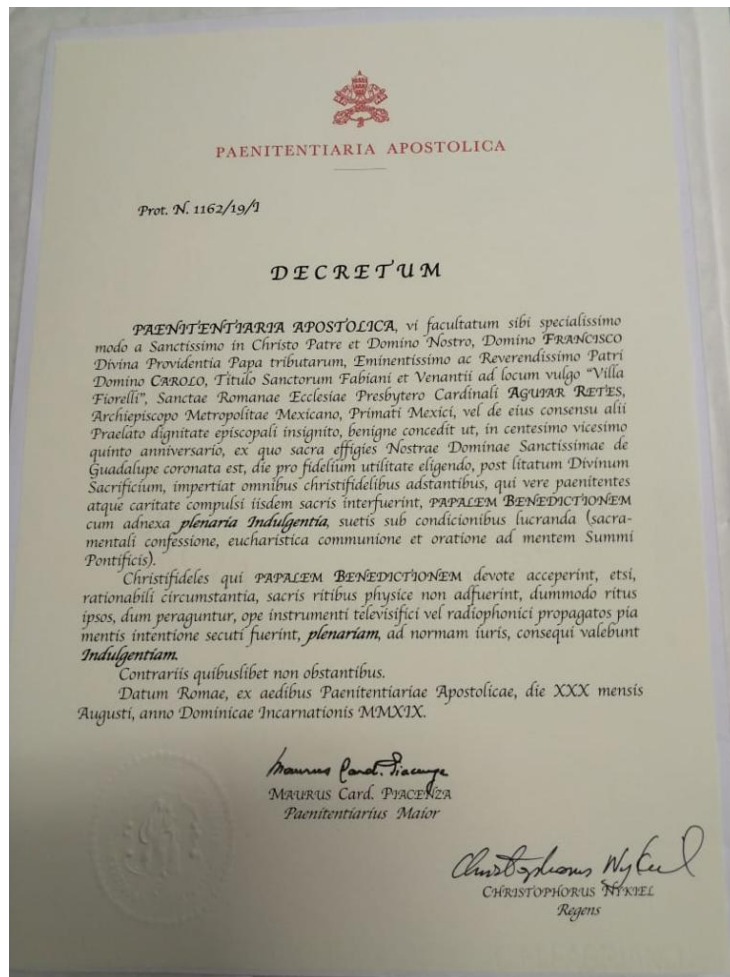 PAENITENTIARIA APOSTOLICA
Prot. N. 1162/19/I
DECRETUM
PAENITENTIARIA APOSTOLICA, vi facultatum sibi specialissimo
modo a Sanctissimo in Christo Patre et Domino Nostro, Domino FRANCISCO
Divina Providentia Papa tributarum, Eminentissimo ac Reverendissimo Patri
Domino CAROLO, Titulo Sanctorum Fabiani et Venantii ad locum vulgo "Villa
Fiorelli", Sanctae Romanae Ecclesiae Presbytero Cardinali AGUIAR RETES,
Archiepiscopo Metropolitae Mexicano, Primati Mexici, vel de eius consensu alii
Praelato dignitate episcopali insignito, benigne concedit ut, in centesimo vicesimo
quinto anniversario, ex quo sacra effigies Nostrae Dominae Sanctissimae de
Guadalupe coronata est, die pro fidelium utilitate eligendo, post litatum Divinum
Sacrificium, impertiat omnibus christifidelibus adstantibus, qui vere paenitentes
atque caritate compulsi iisdem sacris interfuerint, PAPALEM BENEDICTIONEM
cum adnexa plenaria Indulgentia, suetis sub condicionibus lucranda (sacra-
mentali confessione, eucharistica communione et oratione ad mentem Summi
Pontificis).
Christifideles qui PAPALEM BENEDICTIONEM devote acceperint, etsi,
rationabili circumstantia, sacris ritibus physice non adfuerint, dummodo ritus
ipsos, dum peraguntur, ope instrumenti televisifici vel radiophonici propagatos pia
mentis intentione secuti fuerint, plenariam, ad normam iuris, consequi valebunt
Indulgentiam.
Contrariis quibuslibet non obstantibus.
Datum Romae, ex aedibus Paenitentiariae Apostolicae, die XXX mensis
Augusti, anno Dominicae Incarnationis MMXIX.
Maurus Card. Piacenza
MAURUS Card. PIACENZA
Paenitentiarius Maior
Christophorus Nykiel
CHRISTOPHORUS NYKIEL
Regens